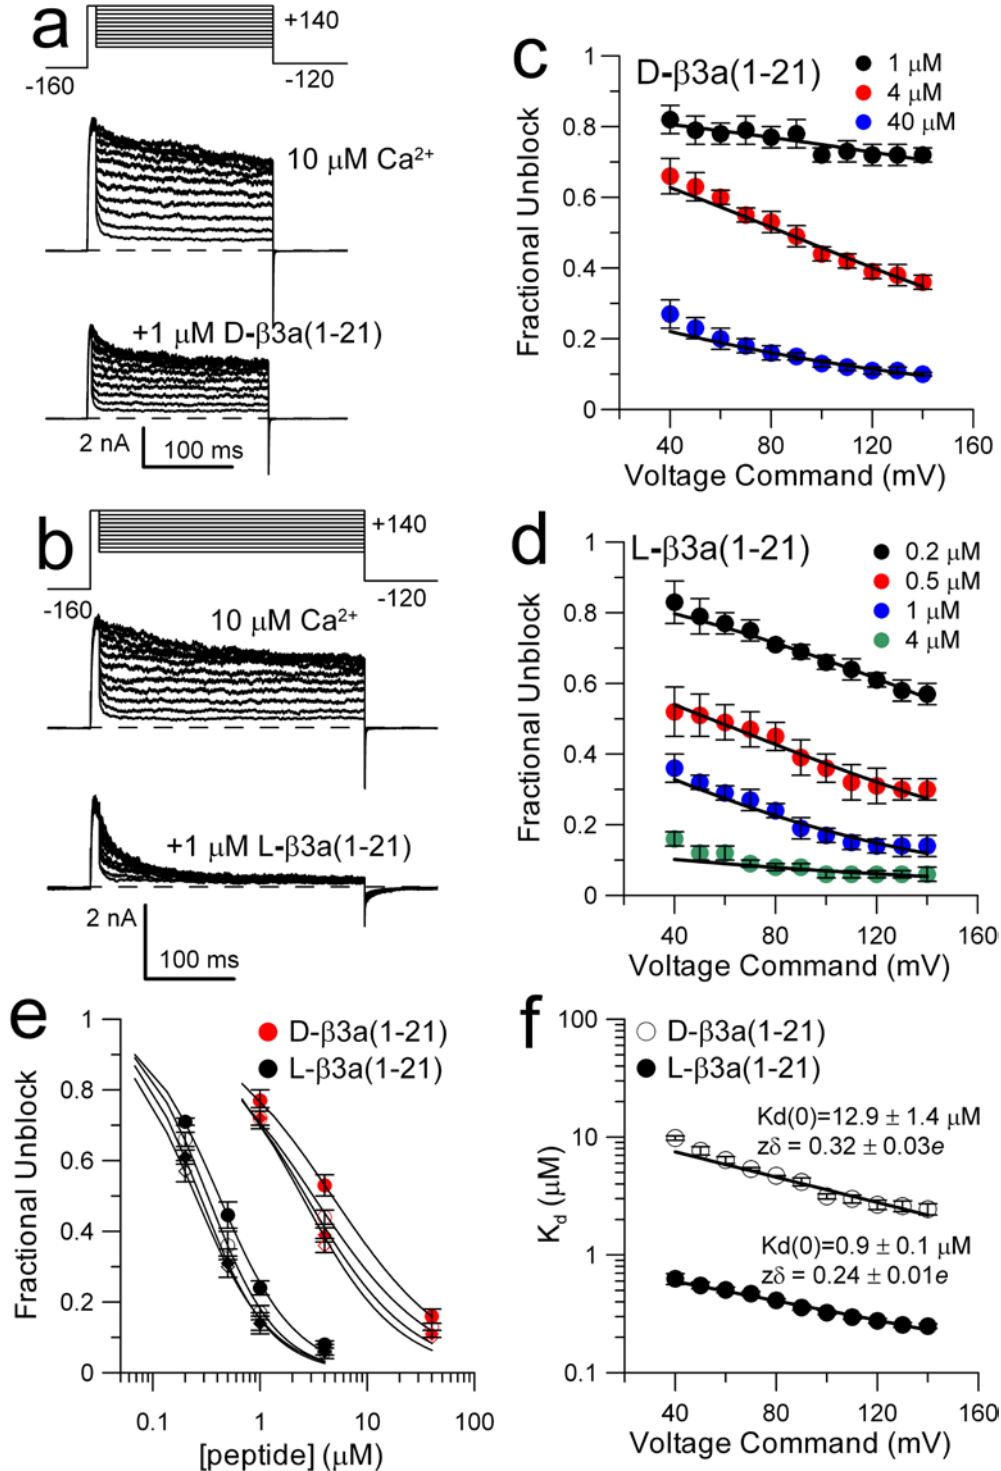 a
+140
-160
-120
10 μM Ca²⁺
+1 μM D-β3a(1-21)
2 nA
100 ms
b
+140
-160
-120
10 μM Ca²⁺
+1 μM L-β3a(1-21)
2 nA
100 ms
c
D-β3a(1-21)
1 μM
4 μM
40 μM
Fractional Unblock
1
0.8
0.6
0.4
0.2
0
40
80
120
160
Voltage Command (mV)
d
L-β3a(1-21)
0.2 μM
0.5 μM
1 μM
4 μM
Fractional Unblock
1
0.8
0.6
0.4
0.2
0
40
80
120
160
Voltage Command (mV)
e
D-β3a(1-21)
L-β3a(1-21)
Fractional Unblock
1
0.8
0.6
0.4
0.2
0
0.1
1
10
100
[peptide] (μM)
f
D-β3a(1-21)
L-β3a(1-21)
Kd(0)=12.9 ± 1.4 μM
zδ = 0.32 ± 0.03e
Kd(0)=0.9 ± 0.1 μM
zδ = 0.24 ± 0.01e
K_d (μM)
100
10
1
0.1
40
80
120
160
Voltage Command (mV)